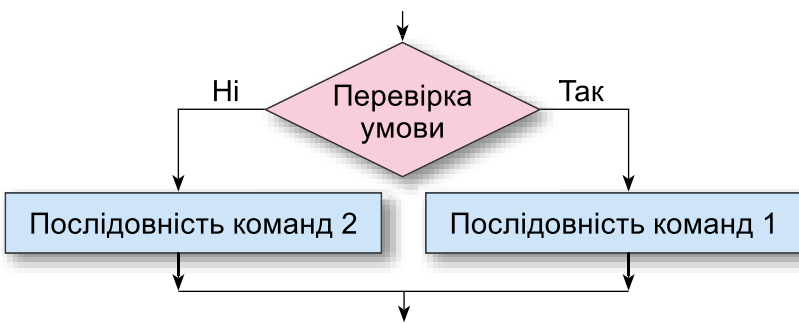 Ні
Так
Перевірка
умови
Послідовність команд 2
Послідовність команд 1